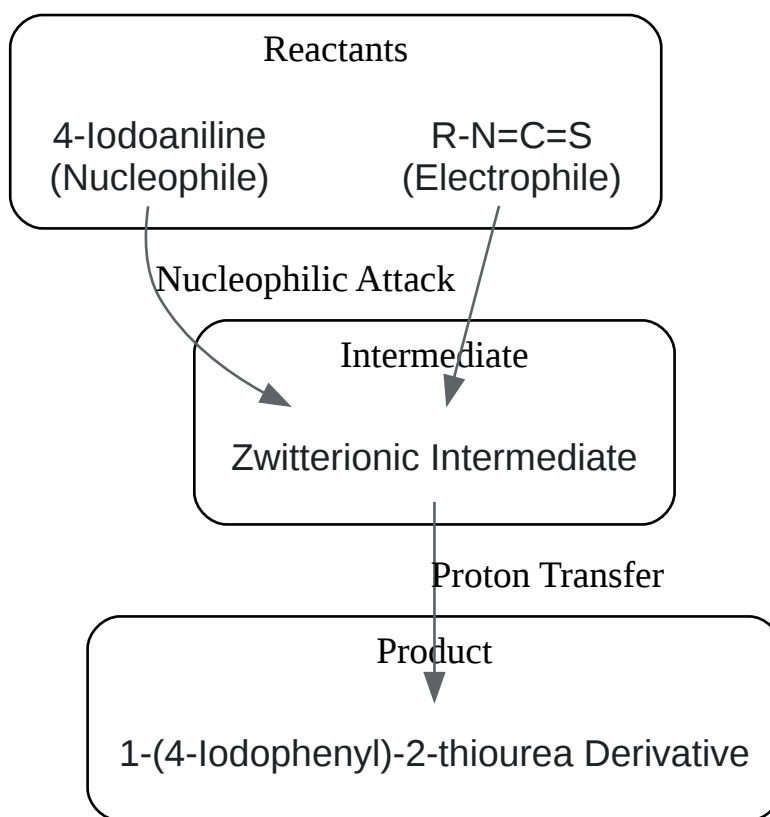 Reactants
4-Iodoaniline
(Nucleophile)
R-N=C=S
(Electrophile)
Nucleophilic Attack
Intermediate
Zwitterionic Intermediate
Proton Transfer
Product
1-(4-Iodophenyl)-2-thiourea Derivative